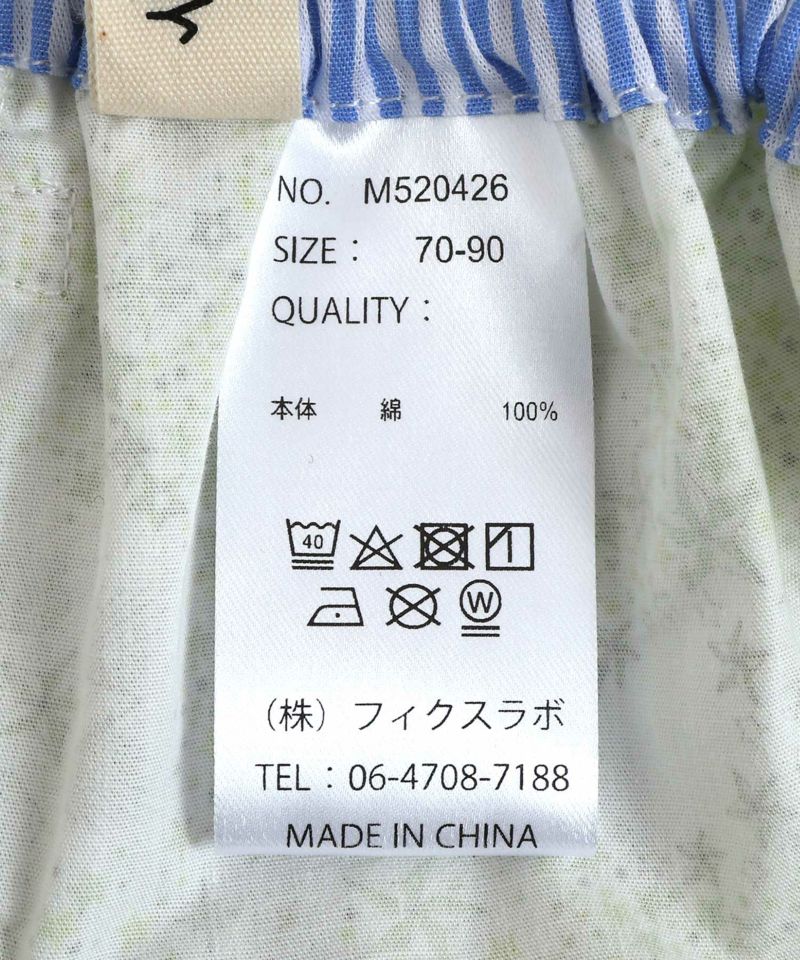 NO. M520426
SIZE： 70-90
QUALITY：
本体 綿 100%
40
W
（株）フィクスラボ
TEL：06-4708-7188
MADE IN CHINA